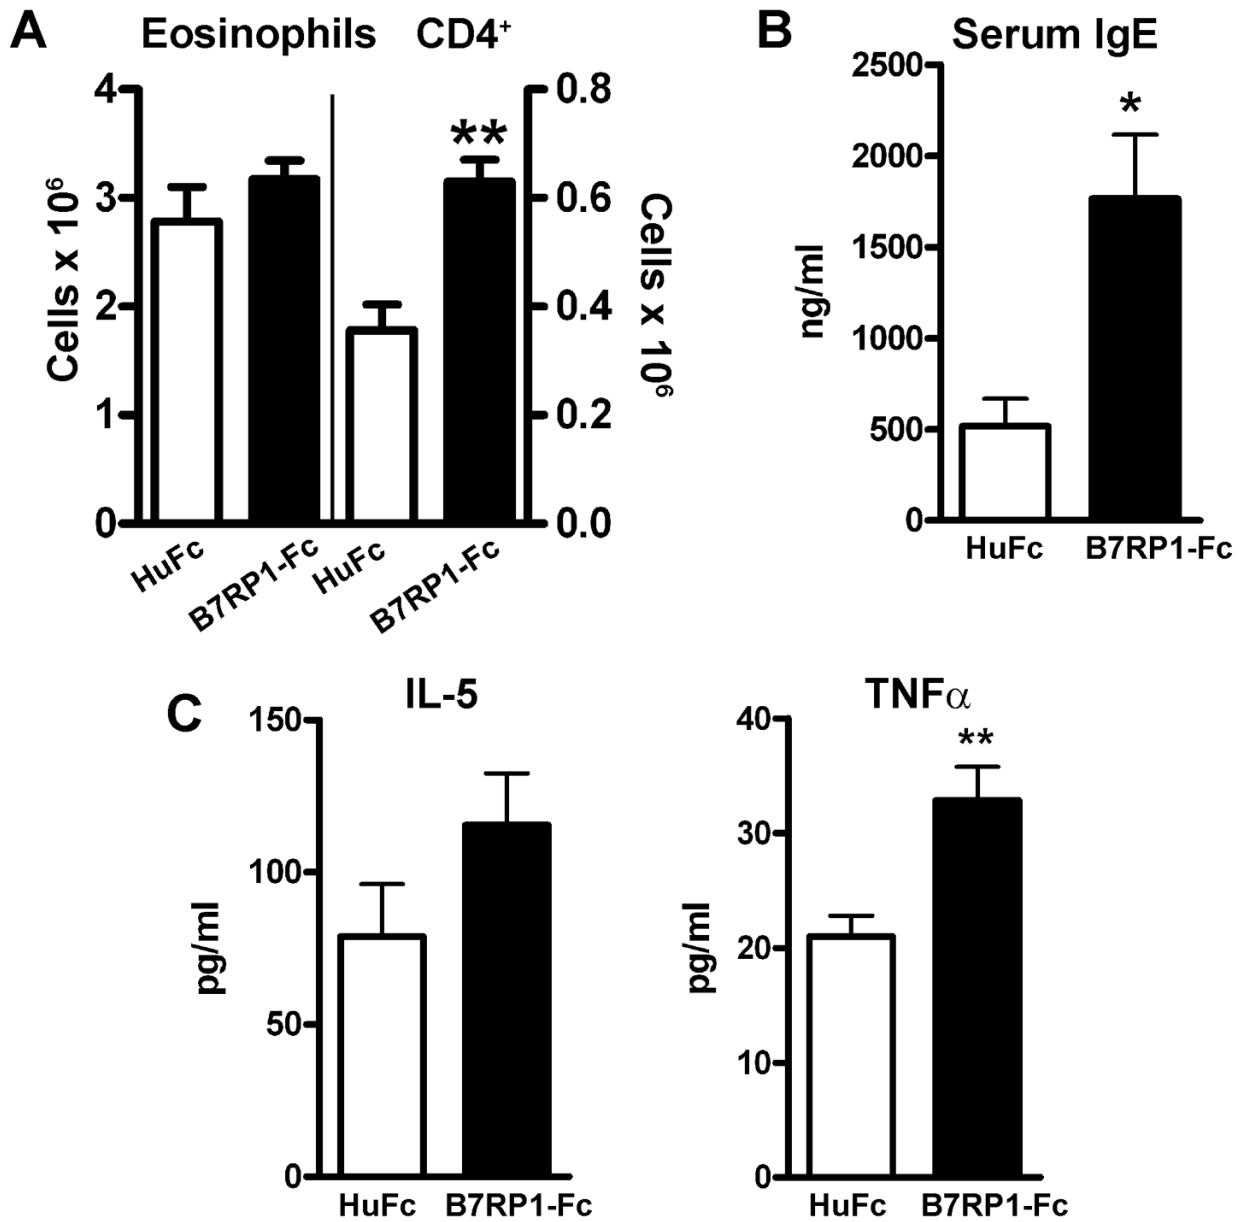 A
Eosinophils CD4+
B
Serum IgE
4
3
2
1
0
Cells x 10⁶
**
0.8
0.6
0.4
0.2
0.0
Cells x 10⁶
HuFc
B7RP1-Fc
HuFc
B7RP1-Fc
2500
2000
1500
1000
500
0
ng/ml
*
HuFc B7RP1-Fc
C
IL-5
150
100
50
0
pg/ml
HuFc B7RP1-Fc
TNFα
**
40
30
20
10
0
pg/ml
HuFc B7RP1-Fc